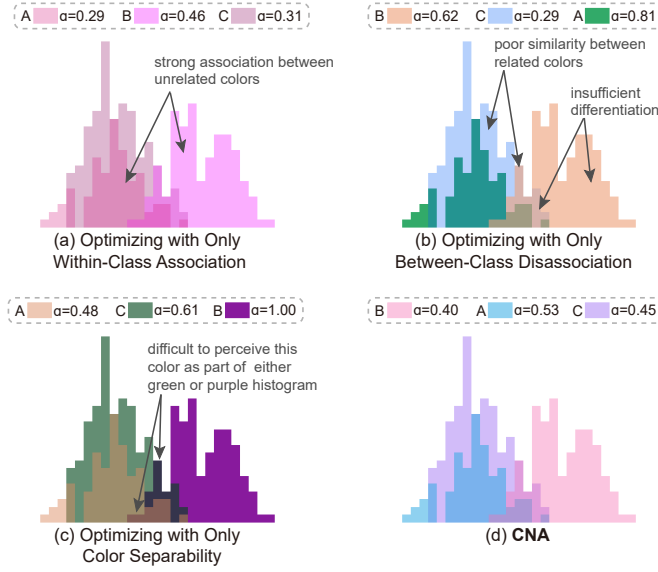 A α=0.29 B α=0.46 C α=0.31
strong association between
unrelated colors
(a) Optimizing with Only
Within-Class Association
B α=0.62 C α=0.29 A α=0.81
poor similarity between
related colors
insufficient
differentiation
(b) Optimizing with Only
Between-Class Disassociation
A α=0.48 C α=0.61 B α=1.00
difficult to perceive this
color as part of either
green or purple histogram
(c) Optimizing with Only
Color Separability
B α=0.40 A α=0.53 C α=0.45
(d) CNA